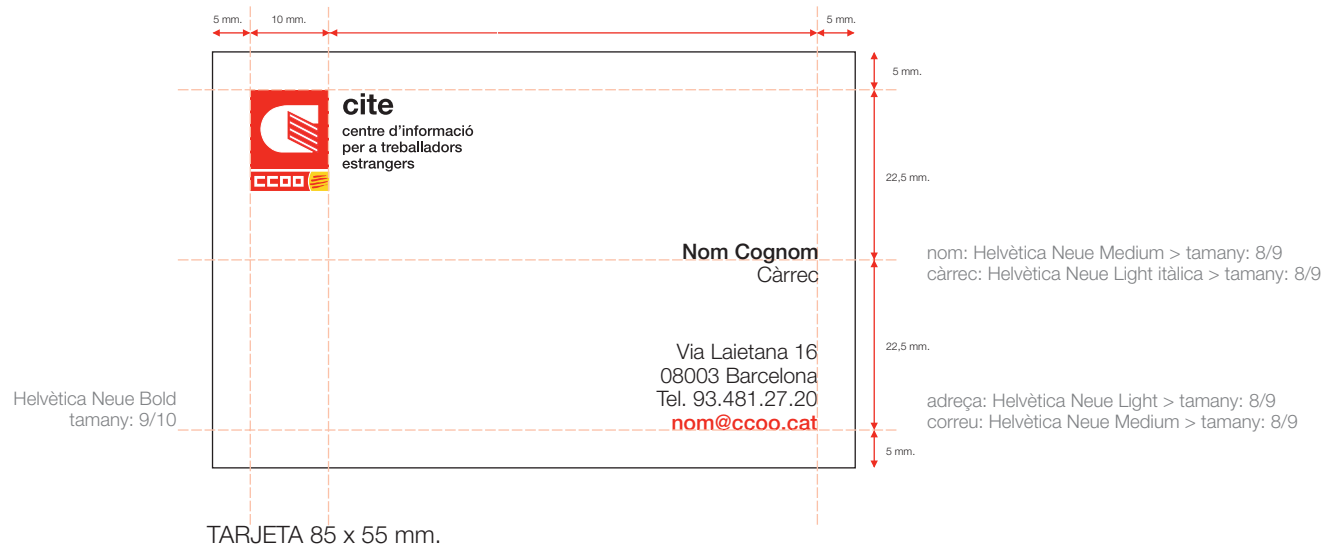 5 mm.
10 mm.
5 mm.
5 mm.
cite
centre d'informació
per a treballadors
estrangers
CCOO
22,5 mm.
Nom Cognom
Càrrec
nom: Helvètica Neue Medium > tamany: 8/9
càrrec: Helvètica Neue Light itàlica > tamany: 8/9
Via Laietana 16
08003 Barcelona
Tel. 93.481.27.20
nom@ccoo.cat
22,5 mm.
Helvètica Neue Bold
tamany: 9/10
adreça: Helvètica Neue Light > tamany: 8/9
correu: Helvètica Neue Medium > tamany: 8/9
5 mm.
TARJETA 85 x 55 mm.